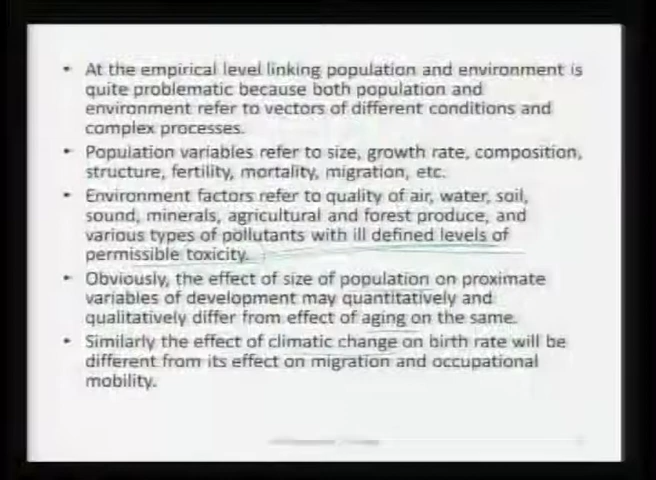 • At the empirical level linking population and environment is
quite problematic because both population and
environment refer to vectors of different conditions and
complex processes.
• Population variables refer to size, growth rate, composition,
structure, fertility, mortality, migration, etc.
• Environment factors refer to quality of air, water, soil,
sound, minerals, agricultural and forest produce, and
various types of pollutants with ill defined levels of
permissible toxicity.
• Obviously, the effect of size of population on proximate
variables of development may quantitatively and
qualitatively differ from effect of aging on the same.
• Similarly the effect of climatic change on birth rate will be
different from its effect on migration and occupational
mobility.